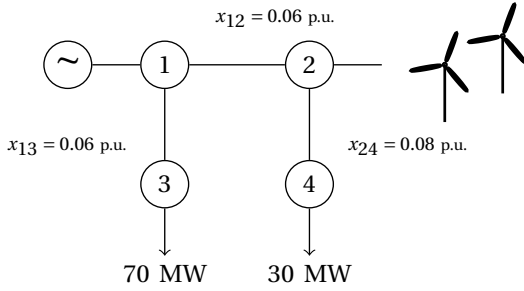 x₁₂ = 0.06 p.u.
~ 1 2
x₁₃ = 0.06 p.u. x₂₄ = 0.08 p.u.
3 4
70 MW 30 MW